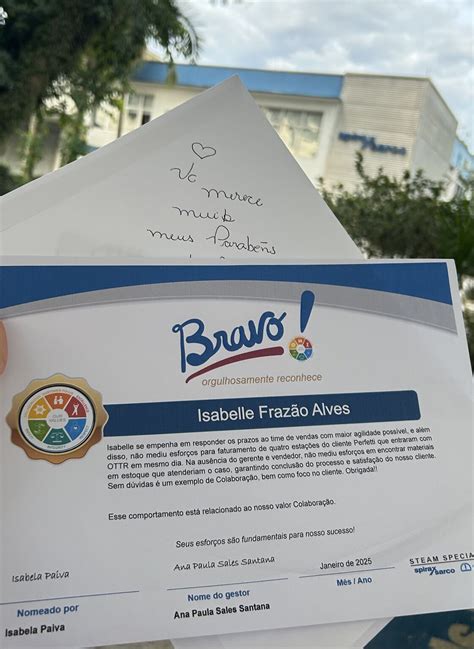 spirax sarco
Vc
merece
muito
meus Parabéns
Bravo!
orgulhosamente reconhece
OUR VALUES
Isabelle Frazão Alves
Isabelle se empenha em responder os prazos ao time de vendas com maior agilidade possível, e além
disso, não mediu esforços para faturamento de quatro estações do cliente Perfetti que entraram com
OTTR em mesmo dia. Na ausência do gerente e vendedor, não mediu esforços em encontrar materiais
em estoque que atenderiam o caso, garantindo conclusão do processo e satisfação do nosso cliente.
Sem dúvidas é um exemplo de Colaboração, bem como foco no cliente. Obrigada!!
Esse comportamento está relacionado ao nosso valor Colaboração.
Seus esforços são fundamentais para nosso sucesso!
Isabela Paiva
Ana Paula Sales Santana
Janeiro de 2025
STEAM SPECIA
spirax sarco
Nomeado por
Nome do gestor
Mês / Ano
Isabela Paiva
Ana Paula Sales Santana